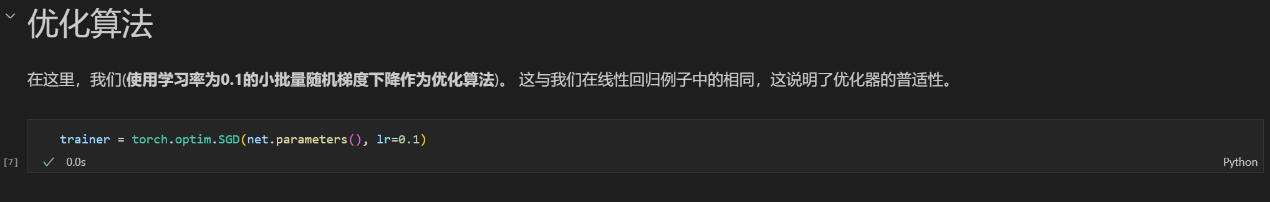 优化算法
在这里，我们(使用学习率为0.1的小批量随机梯度下降作为优化算法)。 这与我们在线性回归例子中的相同，这说明了优化器的普适性。
trainer = torch.optim.SGD(net.parameters(), lr=0.1)
[7] 0.0s Python